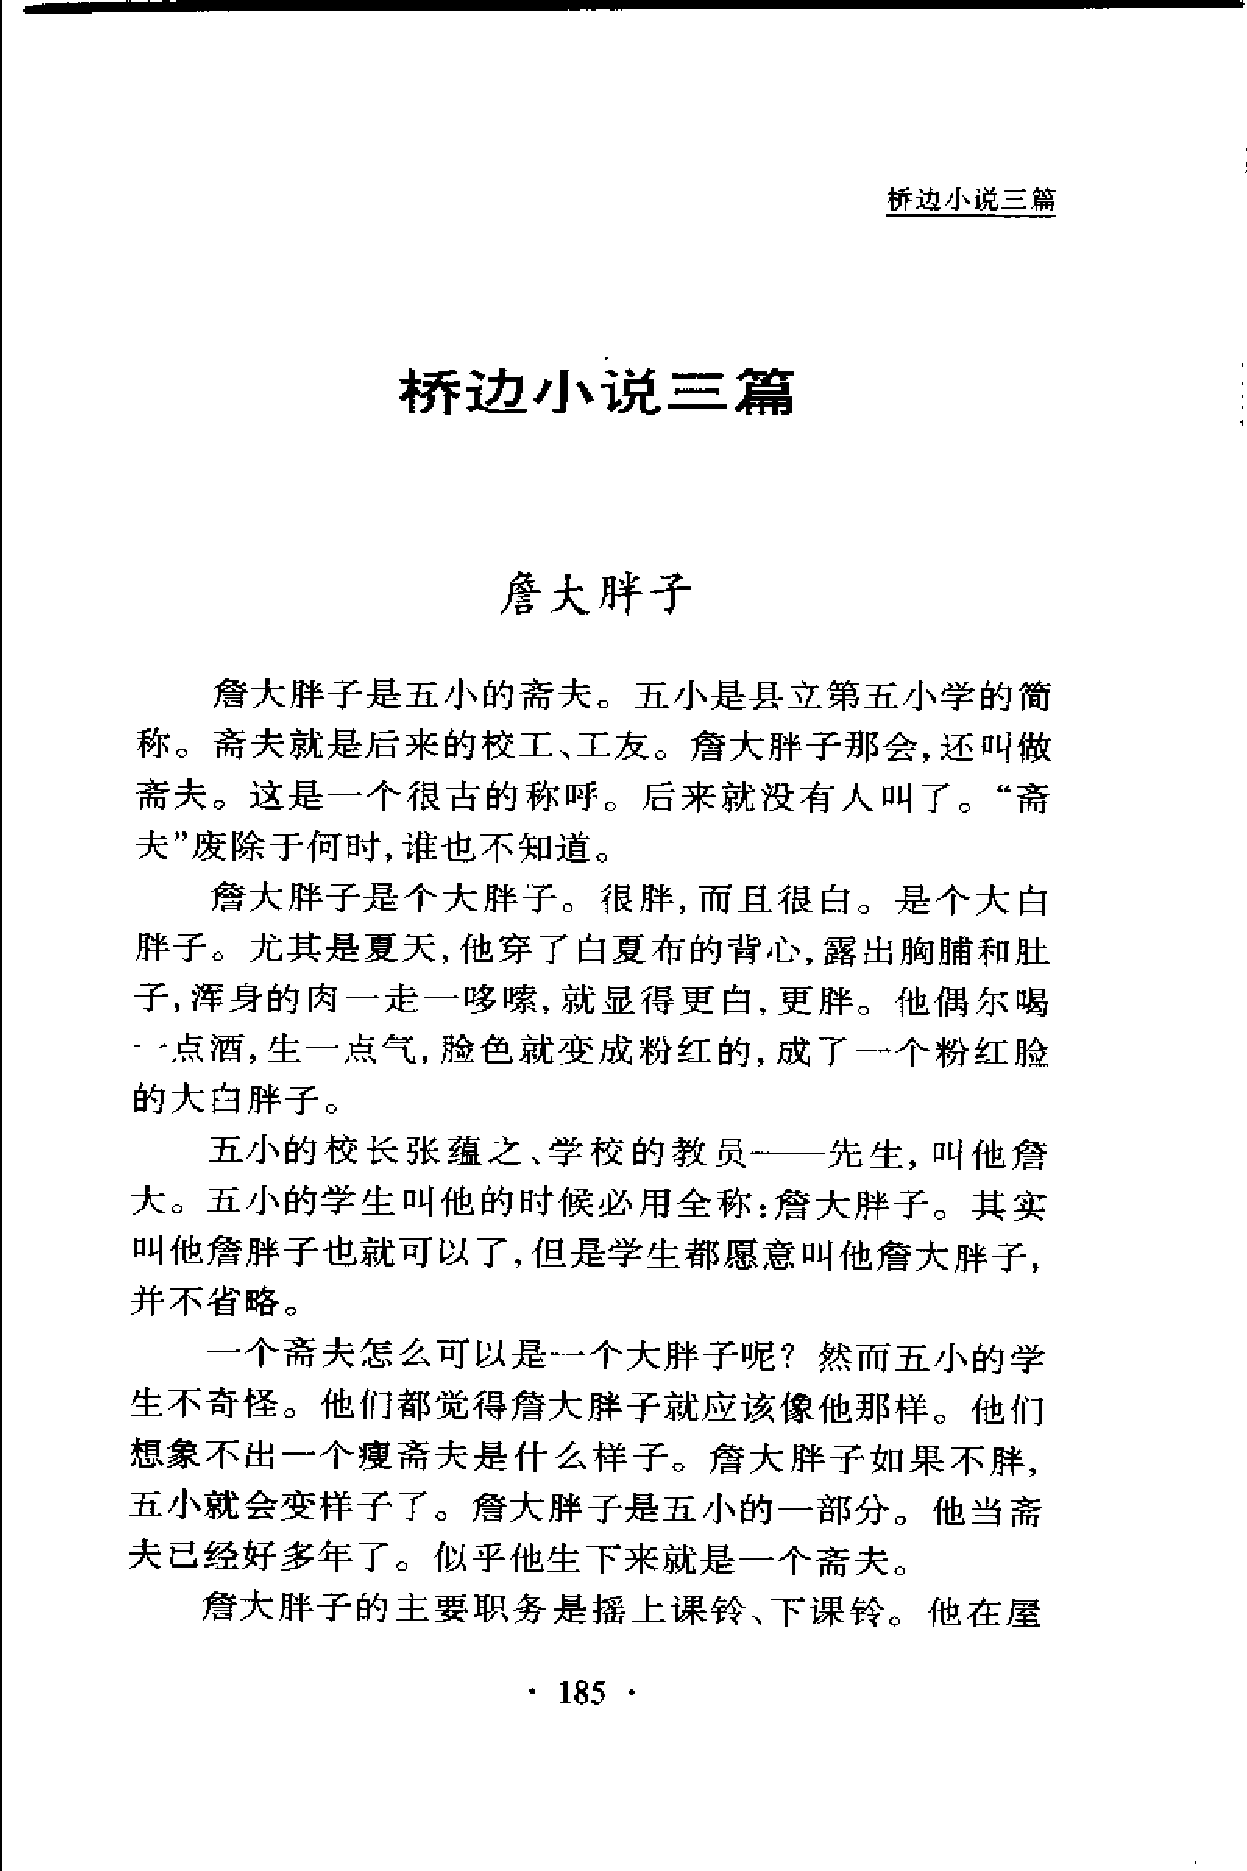 桥边小说三篇
桥边小说三篇
詹大胖子
詹大胖子是五小的斋夫。五小是县立第五小学的简
称。斋夫就是后来的校工、工友。詹大胖子那会,还叫做
斋夫。这是一个很古的称呼。后来就没有人叫了。“斋
夫”废除于何时,谁也不知道。
詹大胖子是个大胖子。很胖,而且很白。是个大白
胖子。尤其是夏天,他穿了白夏布的背心,露出胸脯和肚
子,浑身的肉一走一哆嗦,就显得更白,更胖。他偶尔喝
一点酒,生一点气,脸色就变成粉红的,成了一个粉红脸
的大白胖子。
五小的校长张蕴之、学校的教员——先生,叫他詹
大。五小的学生叫他的时候必用全称:詹大胖子。其实
叫他詹胖子也就可以了,但是学生都愿意叫他詹大胖子,
并不省略。
一个斋夫怎么可以是一个大胖子呢?然而五小的学
生不奇怪。他们都觉得詹大胖子就应该像他那样。他们
想象不出一个瘦斋夫是什么样子。詹大胖子如果不胖,
五小就会变样子了。詹大胖子是五小的一部分。他当斋
夫已经好多年了。似乎他生下来就是一个斋夫。
詹大胖子的主要职务是摇上课铃、下课铃。他在屋
· 185 ·